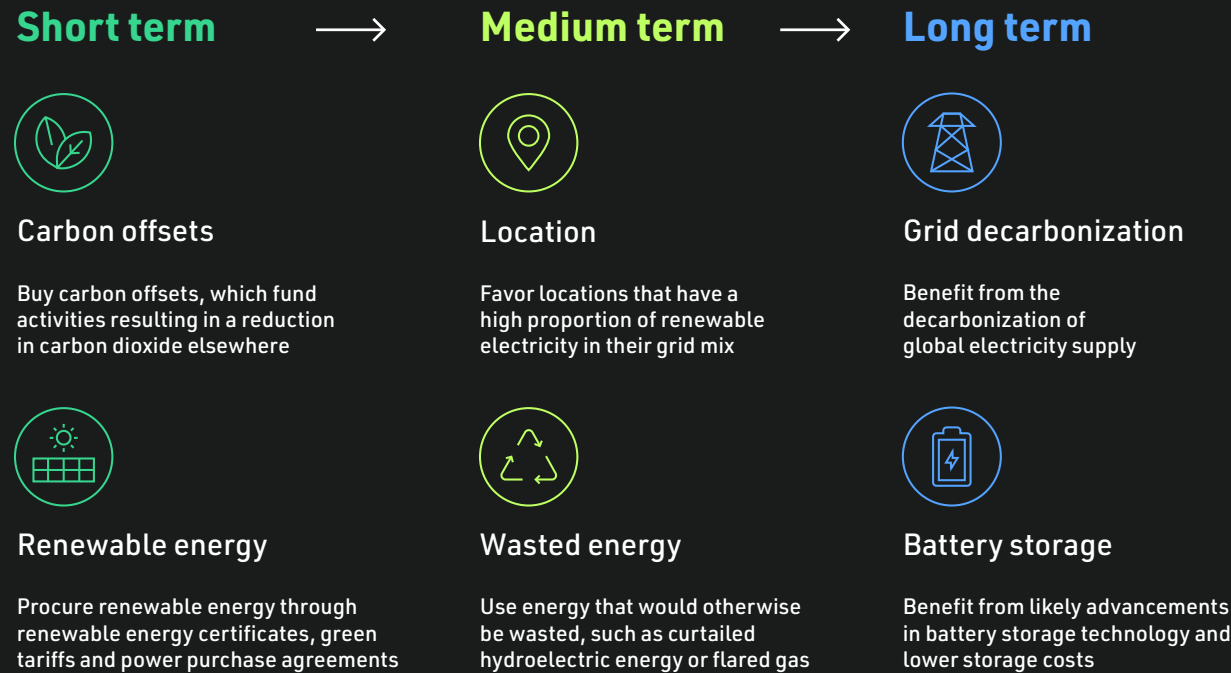 Short term
Medium term
Long term
Carbon offsets
Buy carbon offsets, which fund
activities resulting in a reduction
in carbon dioxide elsewhere
Location
Favor locations that have a
high proportion of renewable
electricity in their grid mix
Grid decarbonization
Benefit from the
decarbonization of
global electricity supply
Renewable energy
Procure renewable energy through
renewable energy certificates, green
tariffs and power purchase agreements
Wasted energy
Use energy that would otherwise
be wasted, such as curtailed
hydroelectric energy or flared gas
Battery storage
Benefit from likely advancements
in battery storage technology and
lower storage costs